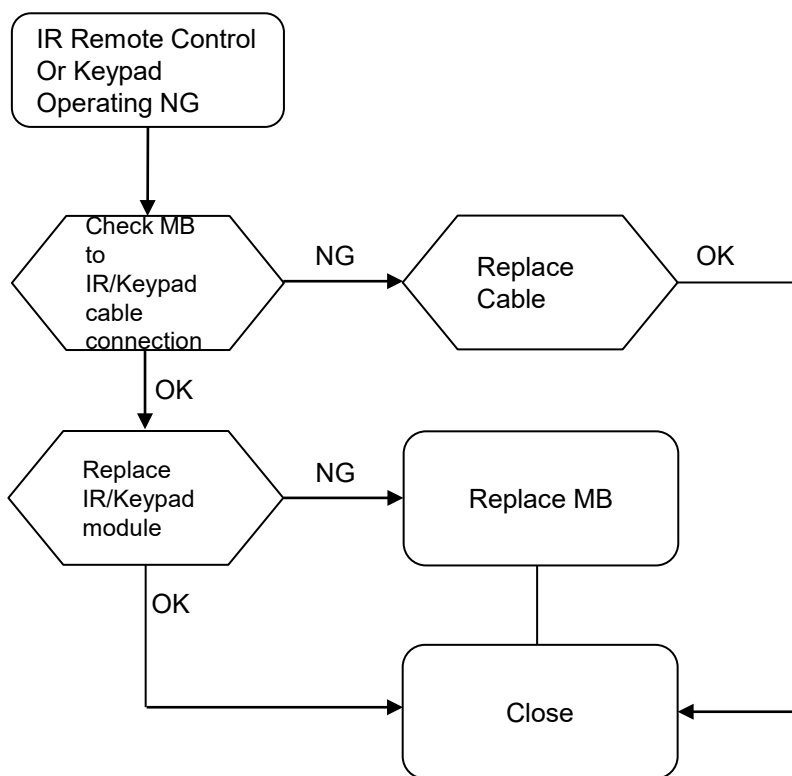 IR Remote Control
Or Keypad
Operating NG
Check MB
to
IR/Keypad
cable
connection
NG
Replace
Cable
OK
OK
Replace
IR/Keypad
module
NG
Replace MB
OK
Close